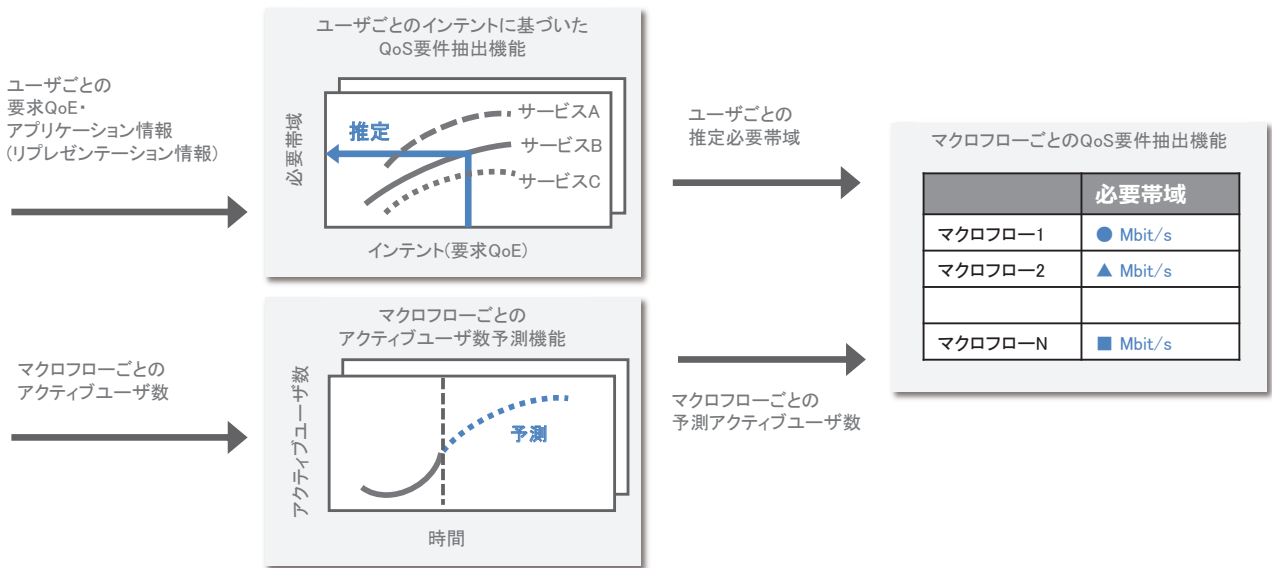 ユーザごとの
要求QoE・
アプリケーション情報
(リプレゼンテーション情報)
ユーザごとのインテントに基づいた
QoS要件抽出機能
必要帯域
推定
サービスA
サービスB
サービスC
インテント(要求QoE)
ユーザごとの
推定必要帯域
マクロフローごとの
アクティブユーザ数
マクロフローごとの
アクティブユーザ数予測機能
アクティブユーザ数
予測
時間
マクロフローごとの
予測アクティブユーザ数
マクロフローごとのQoS要件抽出機能
必要帯域
マクロフロー1 ● Mbit/s
マクロフロー2 ▲ Mbit/s
マクロフローN ■ Mbit/s